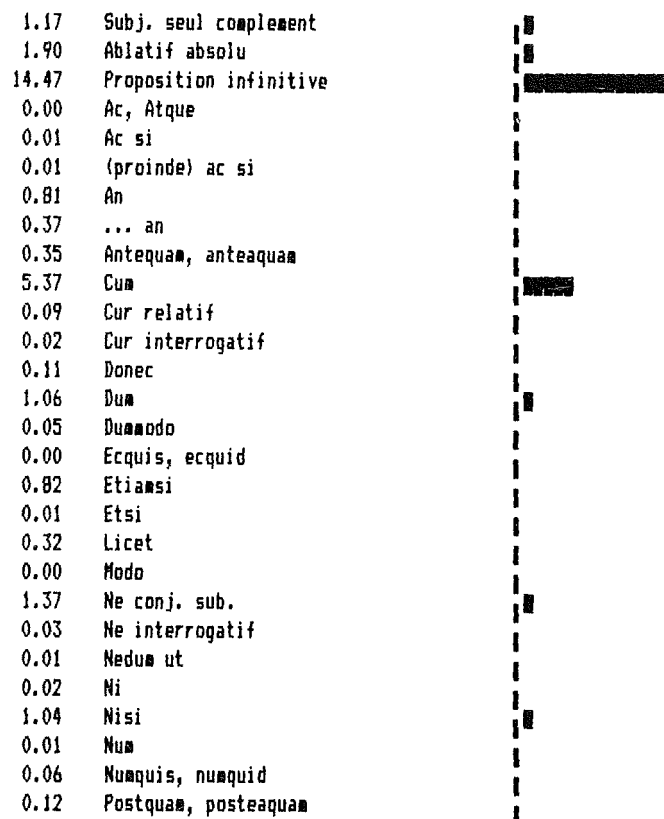 1.17 Subj. seul complement
1.90 Ablatif absolu
14.47 Proposition infinitive
0.00 Ac, Atque
0.01 Ac si
0.01 (proinde) ac si
0.81 An
0.37 ... an
0.35 Antequam, anteaquam
5.37 Cum
0.09 Cur relatif
0.02 Cur interrogatif
0.11 Donec
1.06 Dum
0.05 Dummodo
0.00 Ecquis, ecquid
0.82 Etiamsi
0.01 Etsi
0.32 Licet
0.00 Modo
1.37 Ne conj. sub.
0.03 Ne interrogatif
0.01 Nedum ut
0.02 Ni
1.04 Nisi
0.01 Num
0.06 Numquis, numquid
0.12 Postquam, posteaquam